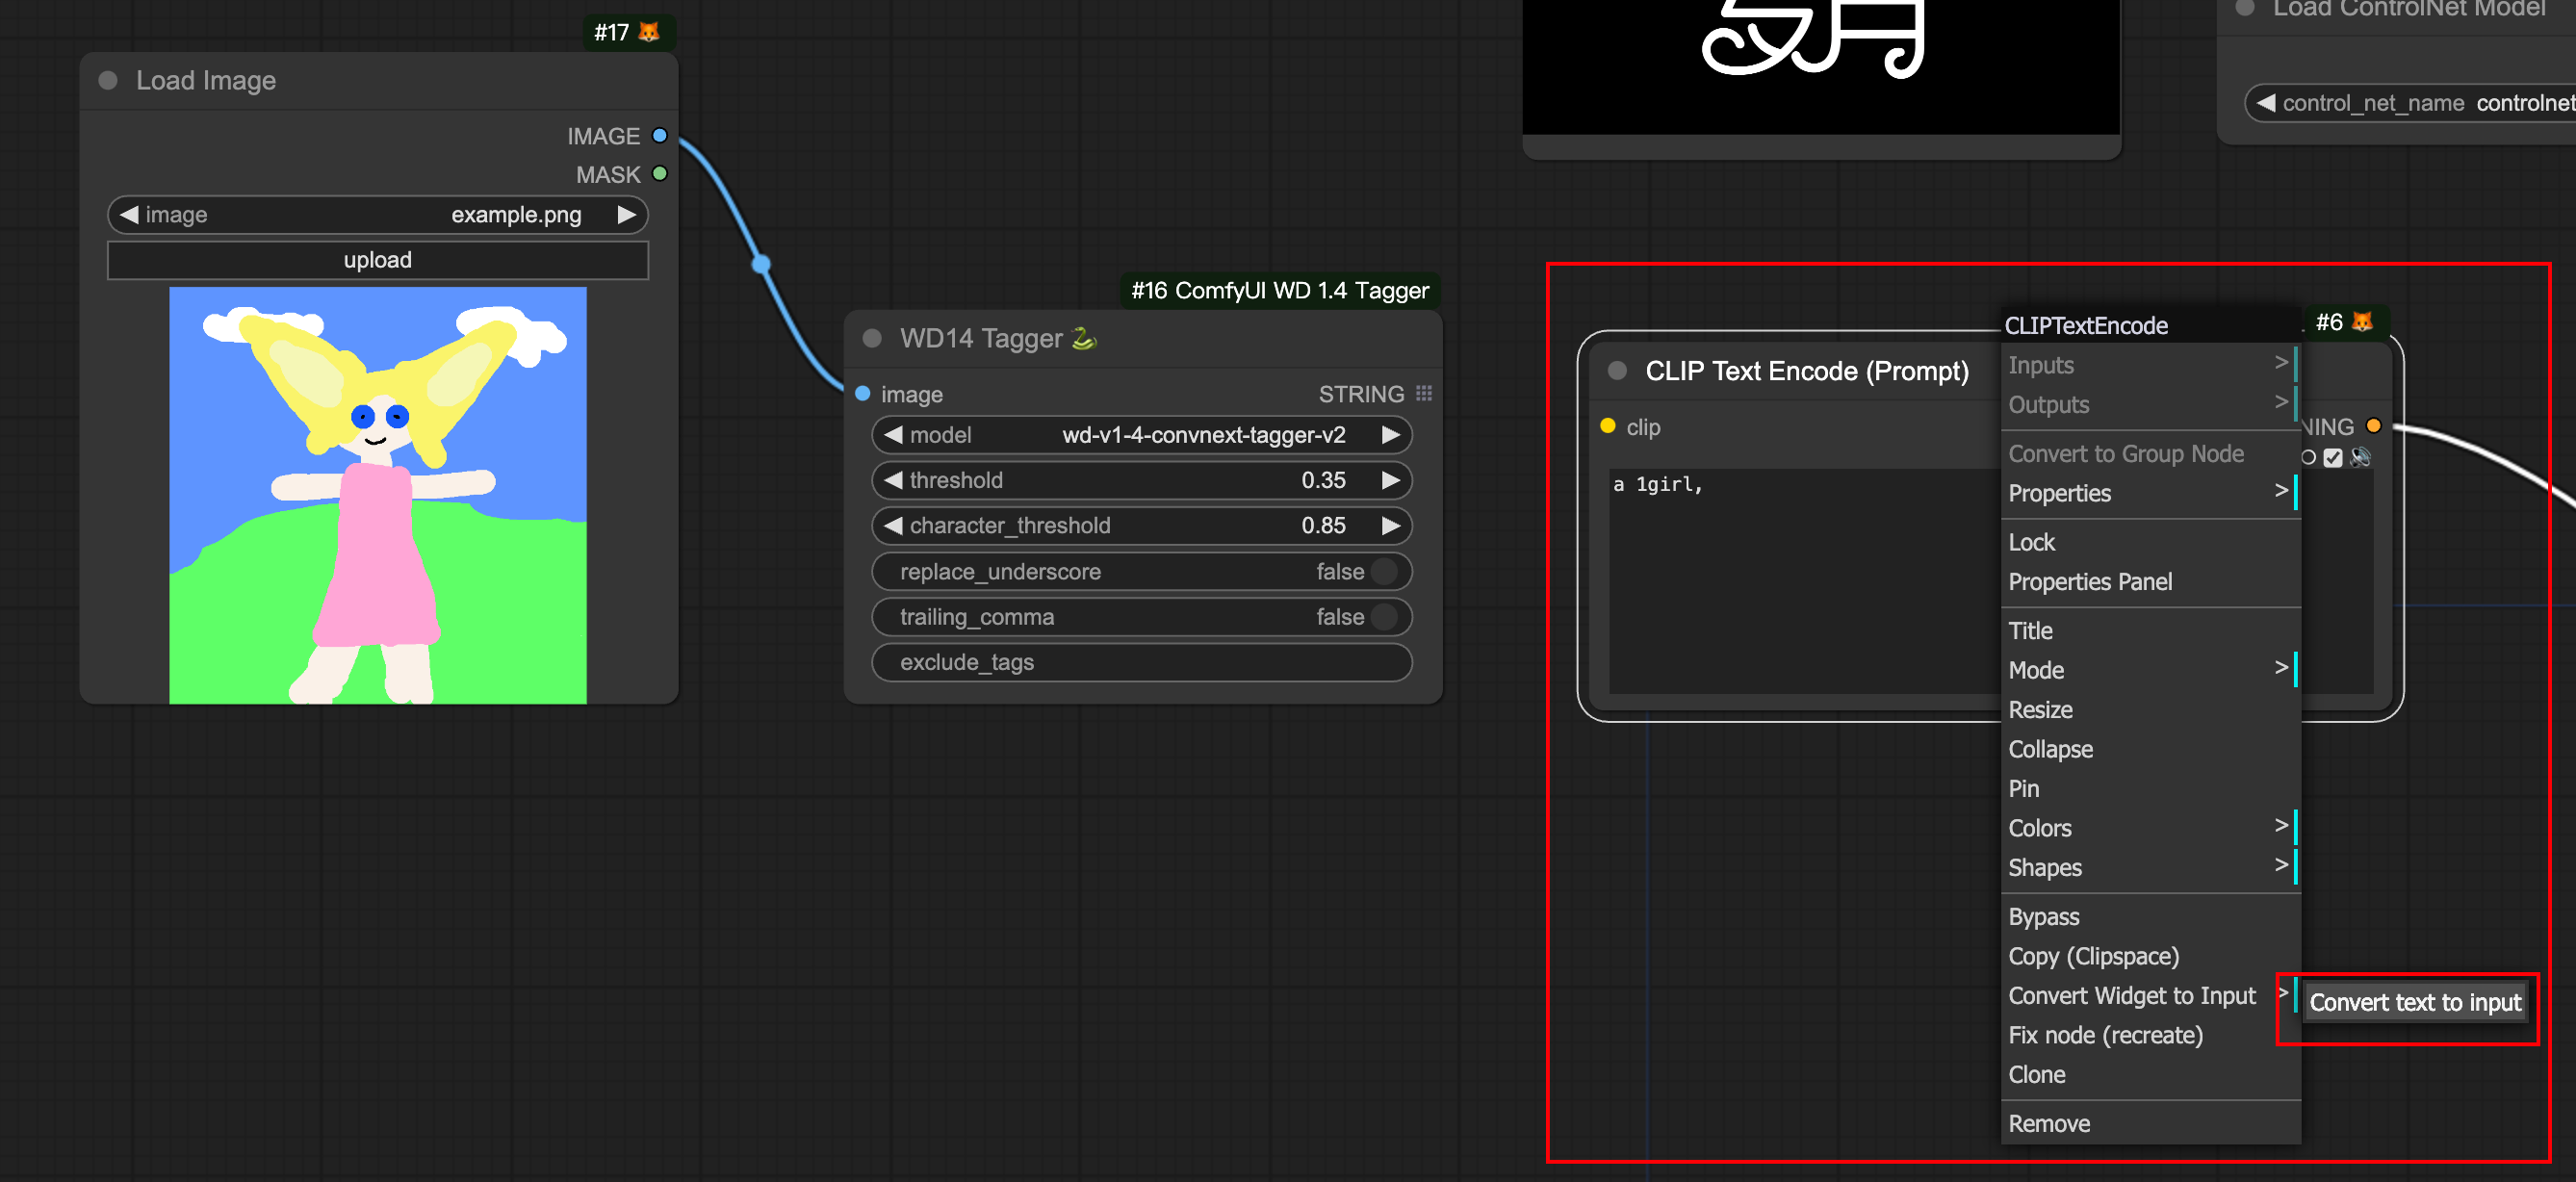 #17 🦊
Load Image
IMAGE
MASK
image example.png
upload
#16 ComfyUI WD 1.4 Tagger
WD14 Tagger 🐍
image STRING
model wd-v1-4-convnext-tagger-v2
threshold 0.35
character_threshold 0.85
replace_underscore false
trailing_comma false
exclude_tags
Load ControlNet Model
control_net_name controlnet
#6 🦊
CLIP Text Encode (Prompt)
clip
NING
a 1girl,
CLIPTextEncode
Inputs >
Outputs >
Convert to Group Node
Properties >
Lock
Properties Panel
Title
Mode >
Resize
Collapse
Pin
Colors >
Shapes >
Bypass
Copy (Clipspace)
Convert Widget to Input >
Convert text to input
Fix node (recreate)
Clone
Remove